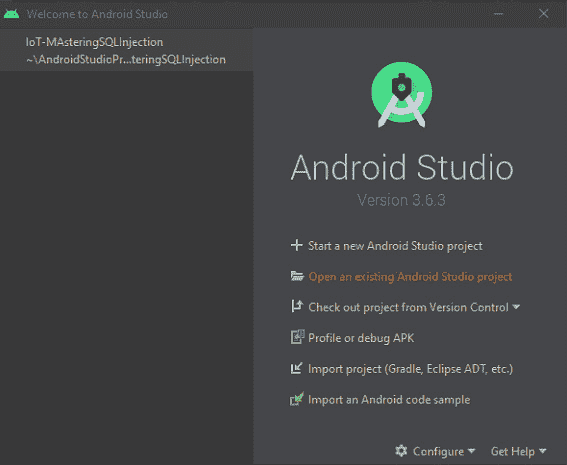 Welcome to Android Studio
IoT-MAsteringSQLInjection
~\AndroidStudioPr...teringSQLInjection
Android Studio
Version 3.6.3
Start a new Android Studio project
Open an existing Android Studio project
Check out project from Version Control
Profile or debug APK
Import project (Gradle, Eclipse ADT, etc.)
Import an Android code sample
Configure
Get Help